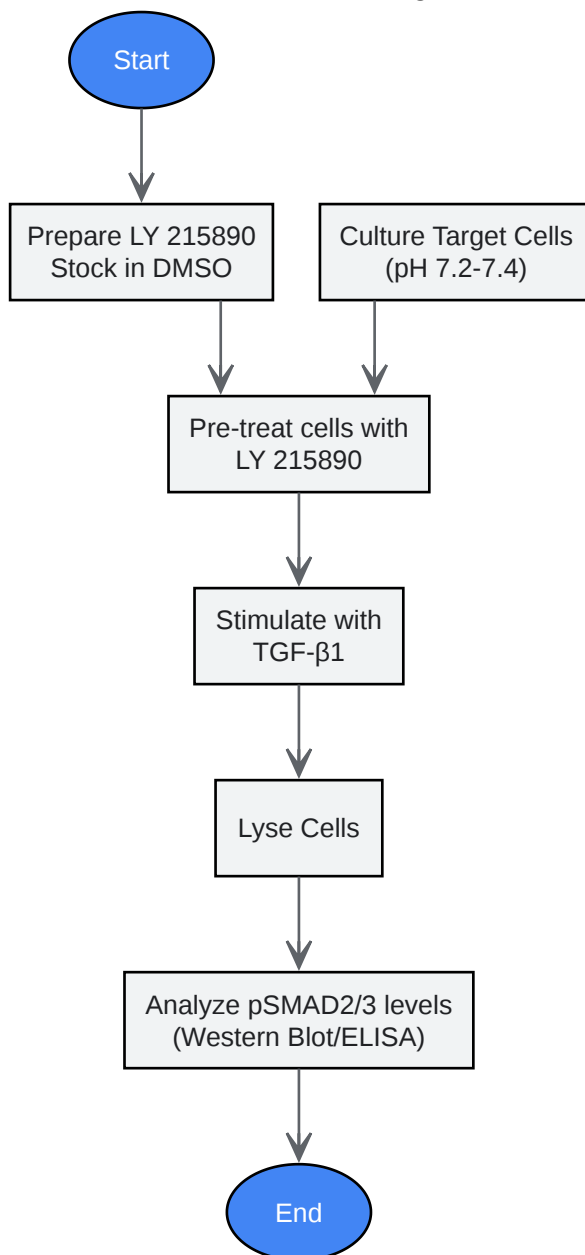 Start
Prepare LY 215890
Stock in DMSO
Culture Target Cells
(pH 7.2-7.4)
Pre-treat cells with
LY 215890
Stimulate with
TGF-β1
Lyse Cells
Analyze pSMAD2/3 levels
(Western Blot/ELISA)
End